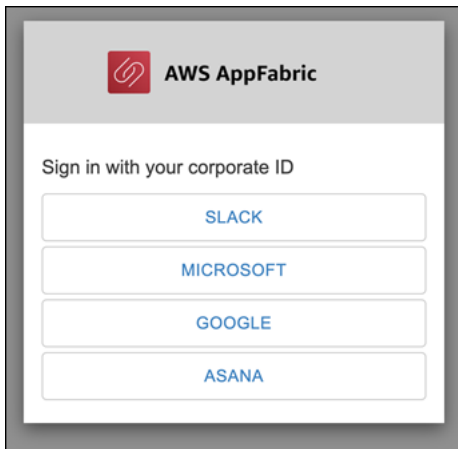 AWS AppFabric
Sign in with your corporate ID
SLACK
MICROSOFT
GOOGLE
ASANA